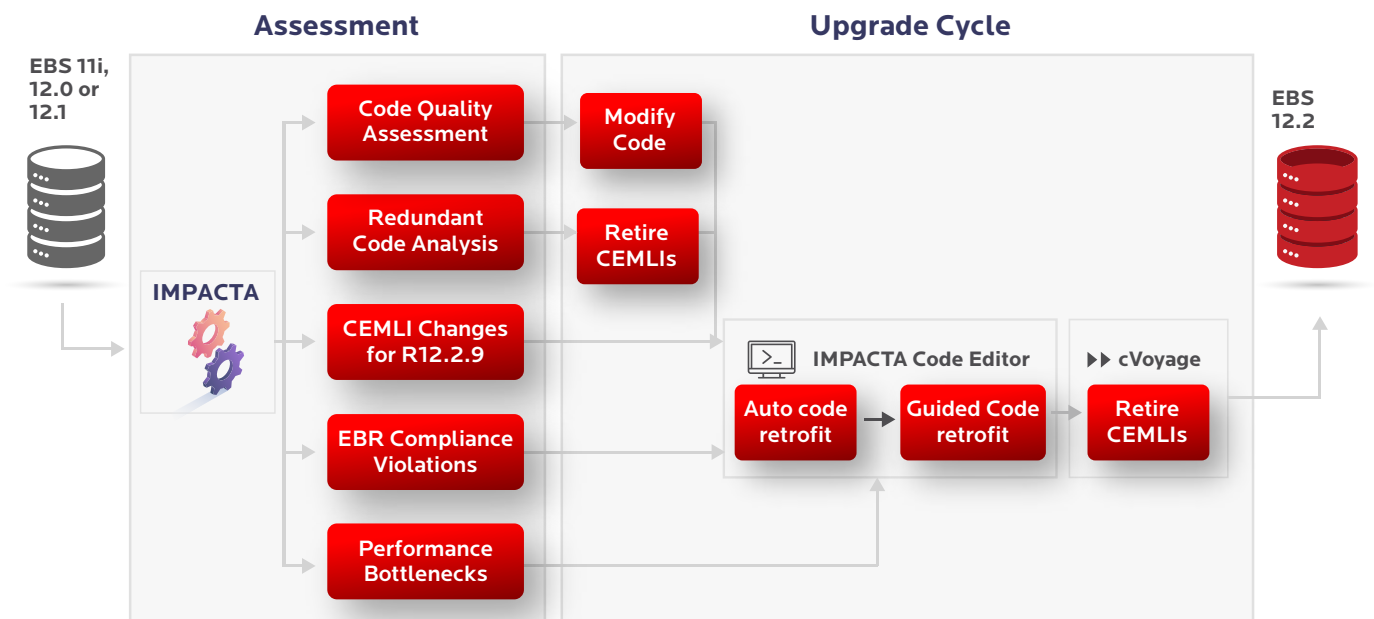 Assessment
Upgrade Cycle
EBS 11i,
12.0 or
12.1
IMPACTA
Code Quality
Assessment
Redundant
Code Analysis
CEMLI Changes
for R12.2.9
EBR Compliance
Violations
Performance
Bottlenecks
Modify
Code
Retire
CEMLIs
>_
IMPACTA Code Editor
Auto code
retrofit
Guided Code
retrofit
cVoyage
Retire
CEMLIs
EBS
12.2